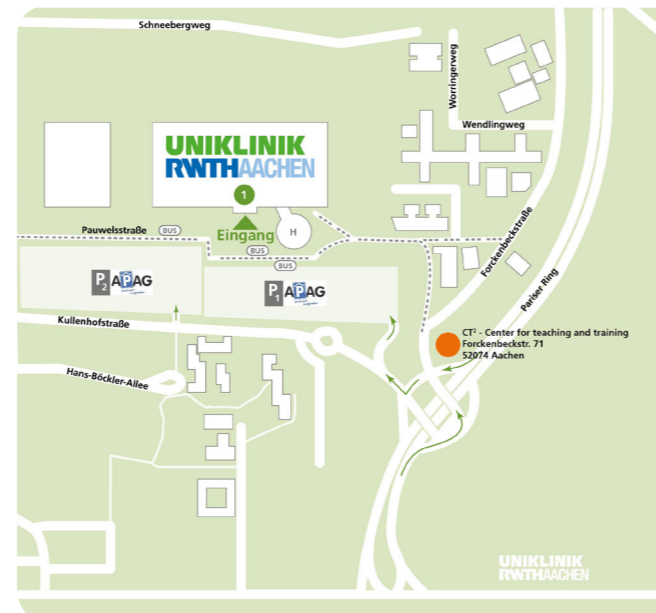 Schneebergweg
Worringerweg
Wendlingweg
UNIKLINIK
RWTHAACHEN
1
Eingang
H
Pauwelsstraße
BUS
BUS
BUS
Forckenbeckstraße
Pariser Ring
P2 APAG
P1 APAG
Kullenhofstraße
CT² - Center for teaching and training
Forckenbeckstr. 71
52074 Aachen
Hans-Böckler-Allee
UNIKLINIK
RWTHAACHEN